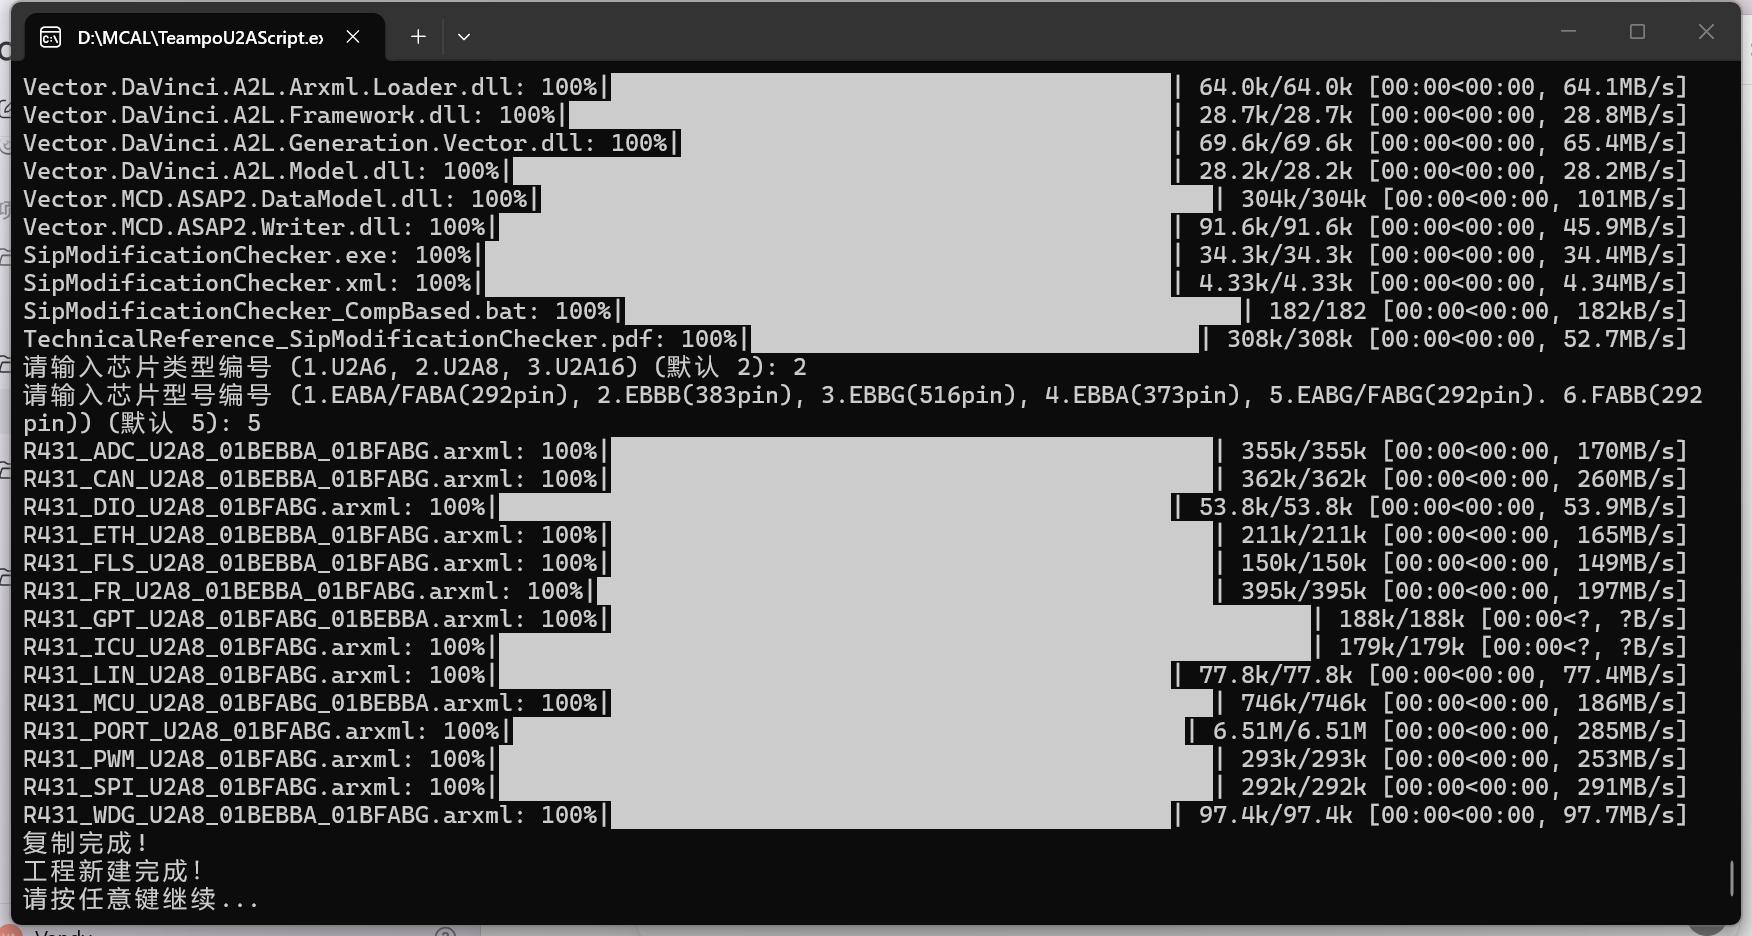 D:\MCAL\TeampoU2AScript.ex
Vector.DaVinci.A2L.Arxml.Loader.dll: 100%| | 64.0k/64.0k [00:00<00:00, 64.1MB/s]
Vector.DaVinci.A2L.Framework.dll: 100%| | 28.7k/28.7k [00:00<00:00, 28.8MB/s]
Vector.DaVinci.A2L.Generation.Vector.dll: 100%| | 69.6k/69.6k [00:00<00:00, 65.4MB/s]
Vector.DaVinci.A2L.Model.dll: 100%| | 28.2k/28.2k [00:00<00:00, 28.2MB/s]
Vector.MCD.ASAP2.DataModel.dll: 100%| | 304k/304k [00:00<00:00, 101MB/s]
Vector.MCD.ASAP2.Writer.dll: 100%| | 91.6k/91.6k [00:00<00:00, 45.9MB/s]
SipModificationChecker.exe: 100%| | 34.3k/34.3k [00:00<00:00, 34.4MB/s]
SipModificationChecker.xml: 100%| | 4.33k/4.33k [00:00<00:00, 4.34MB/s]
SipModificationChecker_CompBased.bat: 100%| | 182/182 [00:00<00:00, 182kB/s]
TechnicalReference_SipModificationChecker.pdf: 100%| | 308k/308k [00:00<00:00, 52.7MB/s]
请输入芯片类型编号 (1.U2A6, 2.U2A8, 3.U2A16) (默认 2): 2
请输入芯片型号编号 (1.EABA/FABA(292pin), 2.EBBB(383pin), 3.EBBG(516pin), 4.EBBA(373pin), 5.EABG/FABG(292pin). 6.FABB(292
pin)) (默认 5): 5
R431_ADC_U2A8_01BEBBA_01BFABG.arxml: 100%| | 355k/355k [00:00<00:00, 170MB/s]
R431_CAN_U2A8_01BEBBA_01BFABG.arxml: 100%| | 362k/362k [00:00<00:00, 260MB/s]
R431_DIO_U2A8_01BFABG.arxml: 100%| | 53.8k/53.8k [00:00<00:00, 53.9MB/s]
R431_ETH_U2A8_01BEBBA_01BFABG.arxml: 100%| | 211k/211k [00:00<00:00, 165MB/s]
R431_FLS_U2A8_01BEBBA_01BFABG.arxml: 100%| | 150k/150k [00:00<00:00, 149MB/s]
R431_FR_U2A8_01BEBBA_01BFABG.arxml: 100%| | 395k/395k [00:00<00:00, 197MB/s]
R431_GPT_U2A8_01BFABG_01BEBBA.arxml: 100%| | 188k/188k [00:00<?, ?B/s]
R431_ICU_U2A8_01BFABG.arxml: 100%| | 179k/179k [00:00<?, ?B/s]
R431_LIN_U2A8_01BFABG.arxml: 100%| | 77.8k/77.8k [00:00<00:00, 77.4MB/s]
R431_MCU_U2A8_01BFABG_01BEBBA.arxml: 100%| | 746k/746k [00:00<00:00, 186MB/s]
R431_PORT_U2A8_01BFABG.arxml: 100%| | 6.51M/6.51M [00:00<00:00, 285MB/s]
R431_PWM_U2A8_01BFABG.arxml: 100%| | 293k/293k [00:00<00:00, 253MB/s]
R431_SPI_U2A8_01BFABG.arxml: 100%| | 292k/292k [00:00<00:00, 291MB/s]
R431_WDG_U2A8_01BEBBA_01BFABG.arxml: 100%| | 97.4k/97.4k [00:00<00:00, 97.7MB/s]
复制完成!
工程新建完成!
请按任意键继续...